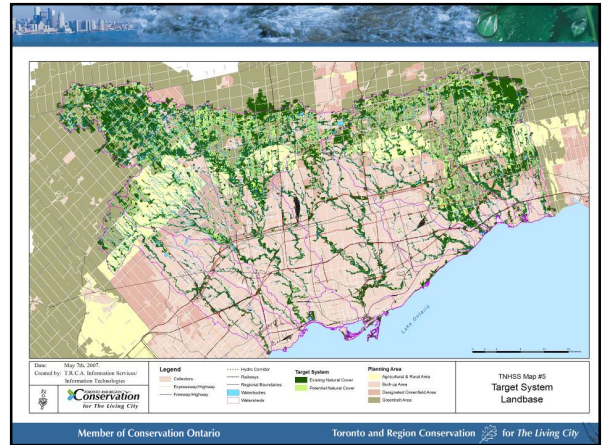 Lake Ontario
Date: May 7th, 2007.
Created by: T.R.C.A. Information Services/
Information Technologies
N
TORONTO AND REGION
Conservation
for The Living City
Legend
Collectors
Expressway/Highway
Freeway/Highway
Hydro Corridor
Railways
Regional Boundaries
Waterbodies
Watersheds
Target System
Existing Natural Cover
Potential Natural Cover
Planning Area
Agricultural & Rural Area
Built-up Area
Designated Greenfield Area
Greenbelt Area
TNHSS Map #5
Target System
Landbase
Member of Conservation Ontario
Toronto and Region Conservation for The Living City